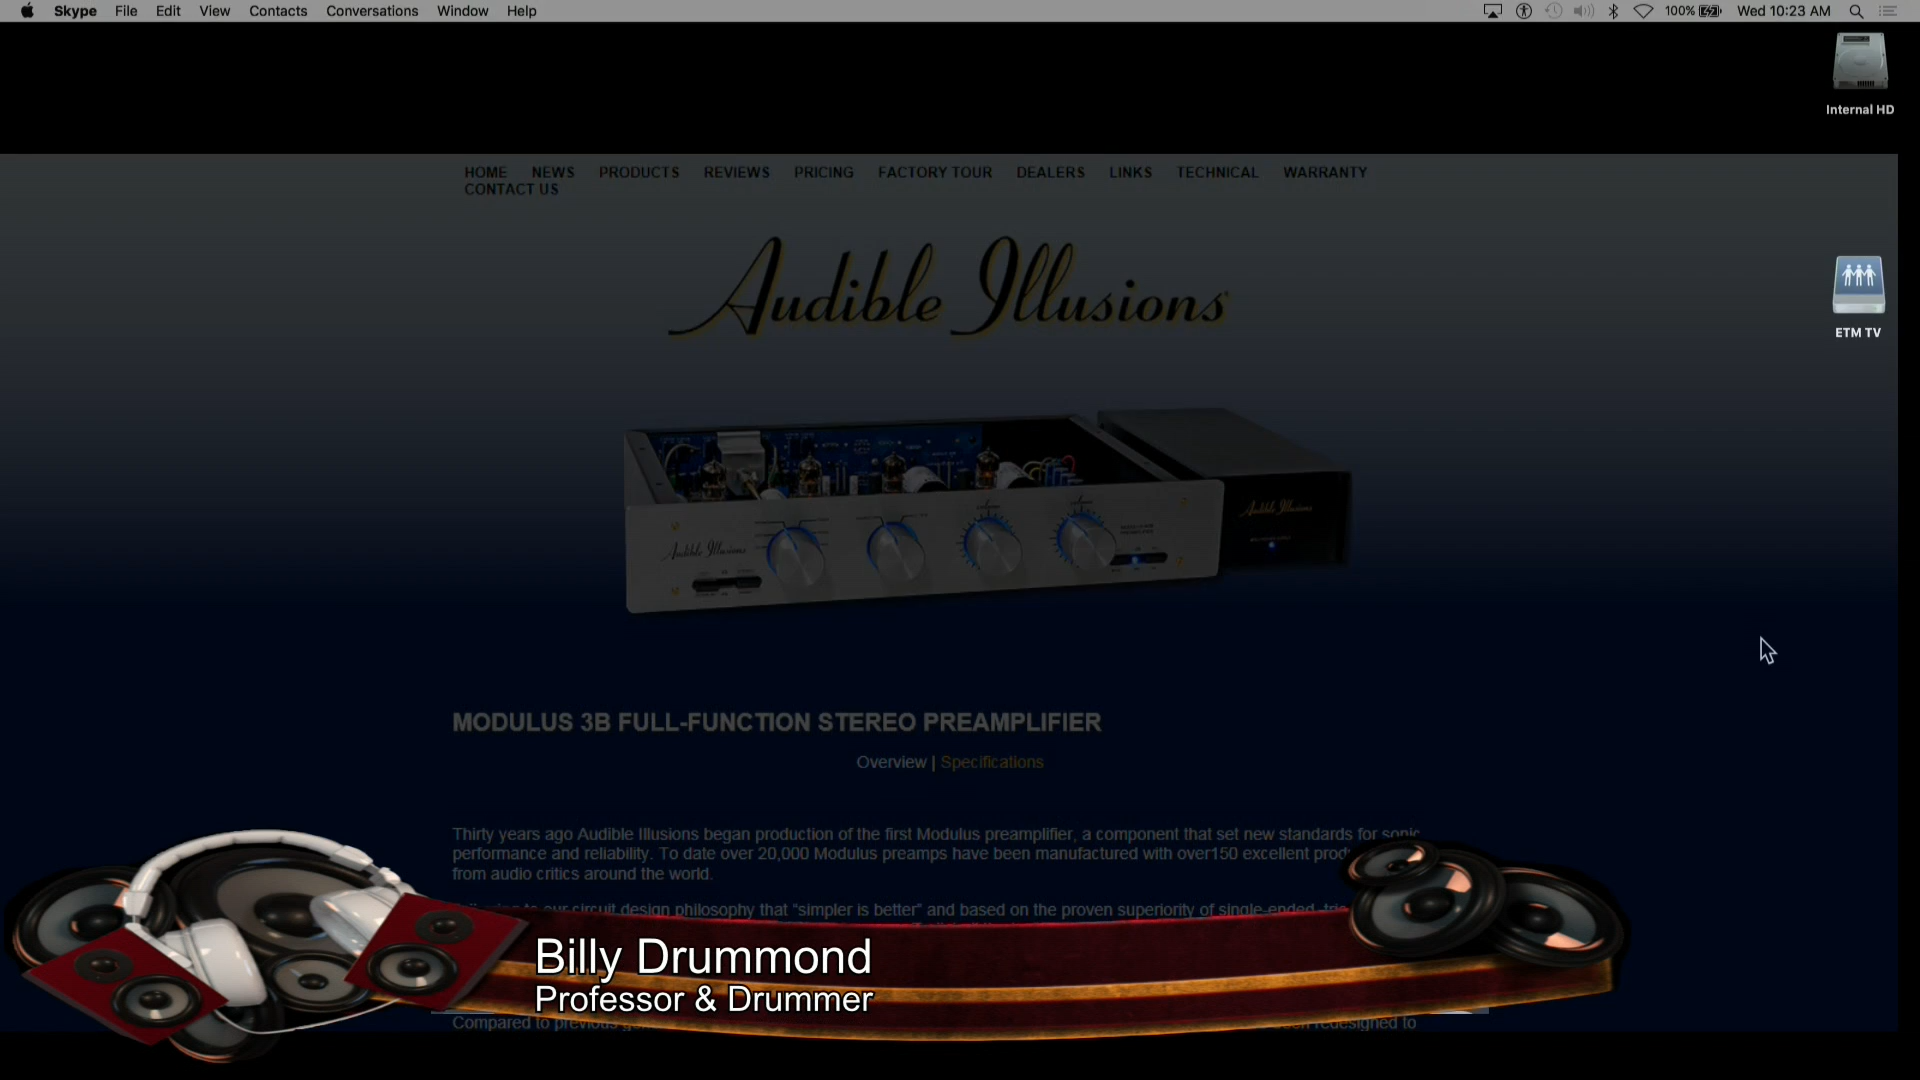 Skype File Edit View Contacts Conversations Window Help 100% Wed 10:23 AM
Internal HD
HOME NEWS PRODUCTS REVIEWS PRICING FACTORY TOUR DEALERS LINKS TECHNICAL WARRANTY
CONTACT US
Audible Illusions
ETM TV
Audible Illusions
Audible Illusions
MODULUS 3B FULL-FUNCTION STEREO PREAMPLIFIER
Overview | Specifications
Thirty years ago Audible Illusions began production of the first Modulus preamplifier, a component that set new standards for sonic
performance and reliability. To date over 20,000 Modulus preamps have been manufactured with over150 excellent
from audio critics around the world.
our circuit design philosophy that “simpler is better” and based on the proven superiority of single-ended
Billy Drummond
Professor & Drummer
Compared to redesigned to